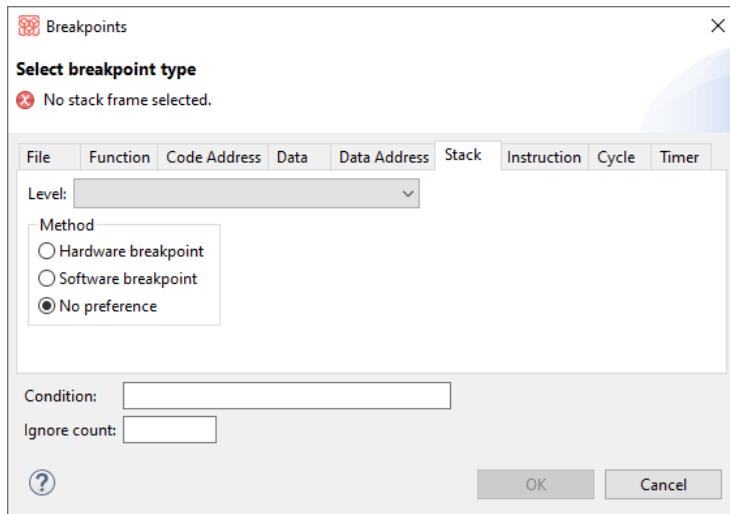 Breakpoints
Select breakpoint type
No stack frame selected.
File Function Code Address Data Data Address Stack Instruction Cycle Timer
Level:
Method
Hardware breakpoint
Software breakpoint
No preference
Condition:
Ignore count:
?
OK Cancel